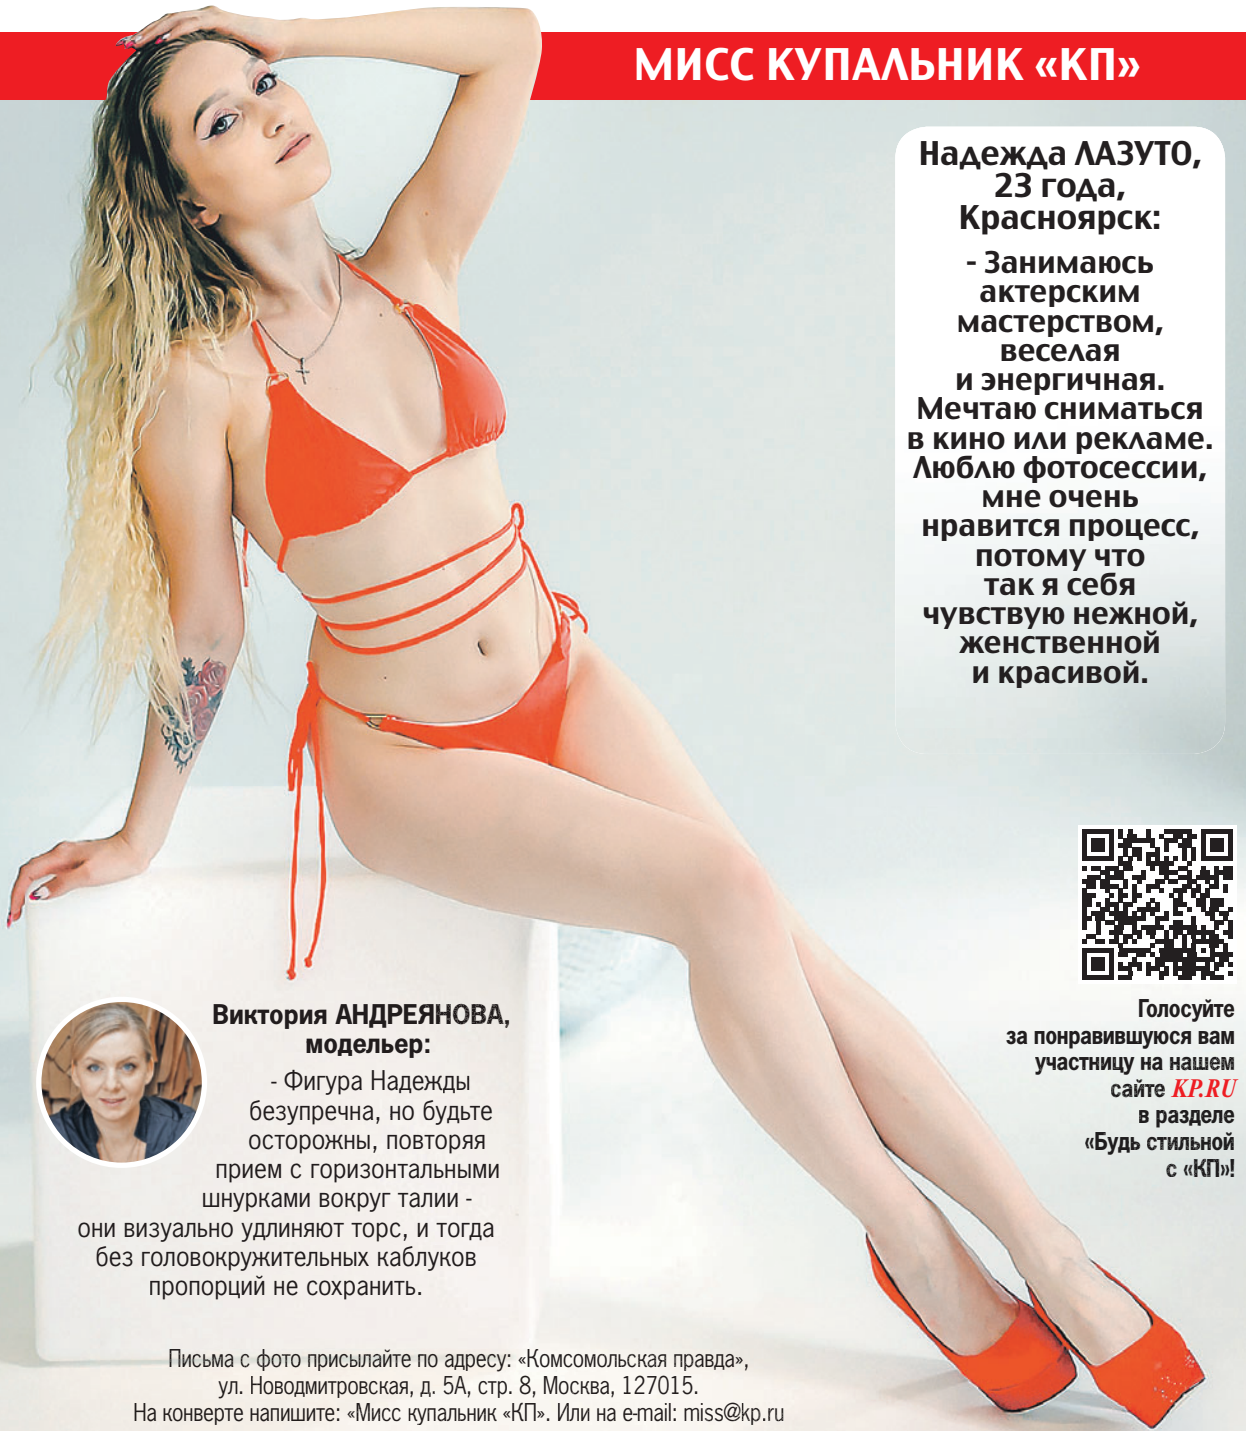 МИСС КУПАЛЬНИК «КП»
Надежда ЛАЗУТО,
23 года,
Красноярск:
- Занимаюсь
актерским
мастерством,
веселая
и энергичная.
Мечтаю сниматься
в кино или рекламе.
Люблю фотосессии,
мне очень
нравится процесс,
потому что
так я себя
чувствую нежной,
женственной
и красивой.
Голосуйте
за понравившуюся вам
участницу на нашем
сайте KP.RU
в разделе
«Будь стильной
с «КП»!
Виктория АНДРЕЯНОВА,
модельер:
- Фигура Надежды
безупречна, но будьте
осторожны, повторяя
прием с горизонтальными
шнурками вокруг талии -
они визуально удлиняют торс, и тогда
без головокружительных каблуков
пропорций не сохранить.
Письма с фото присылайте по адресу: «Комсомольская правда»,
ул. Новодмитровская, д. 5А, стр. 8, Москва, 127015.
На конверте напишите: «Мисс купальник «КП». Или на e-mail: miss@kp.ru